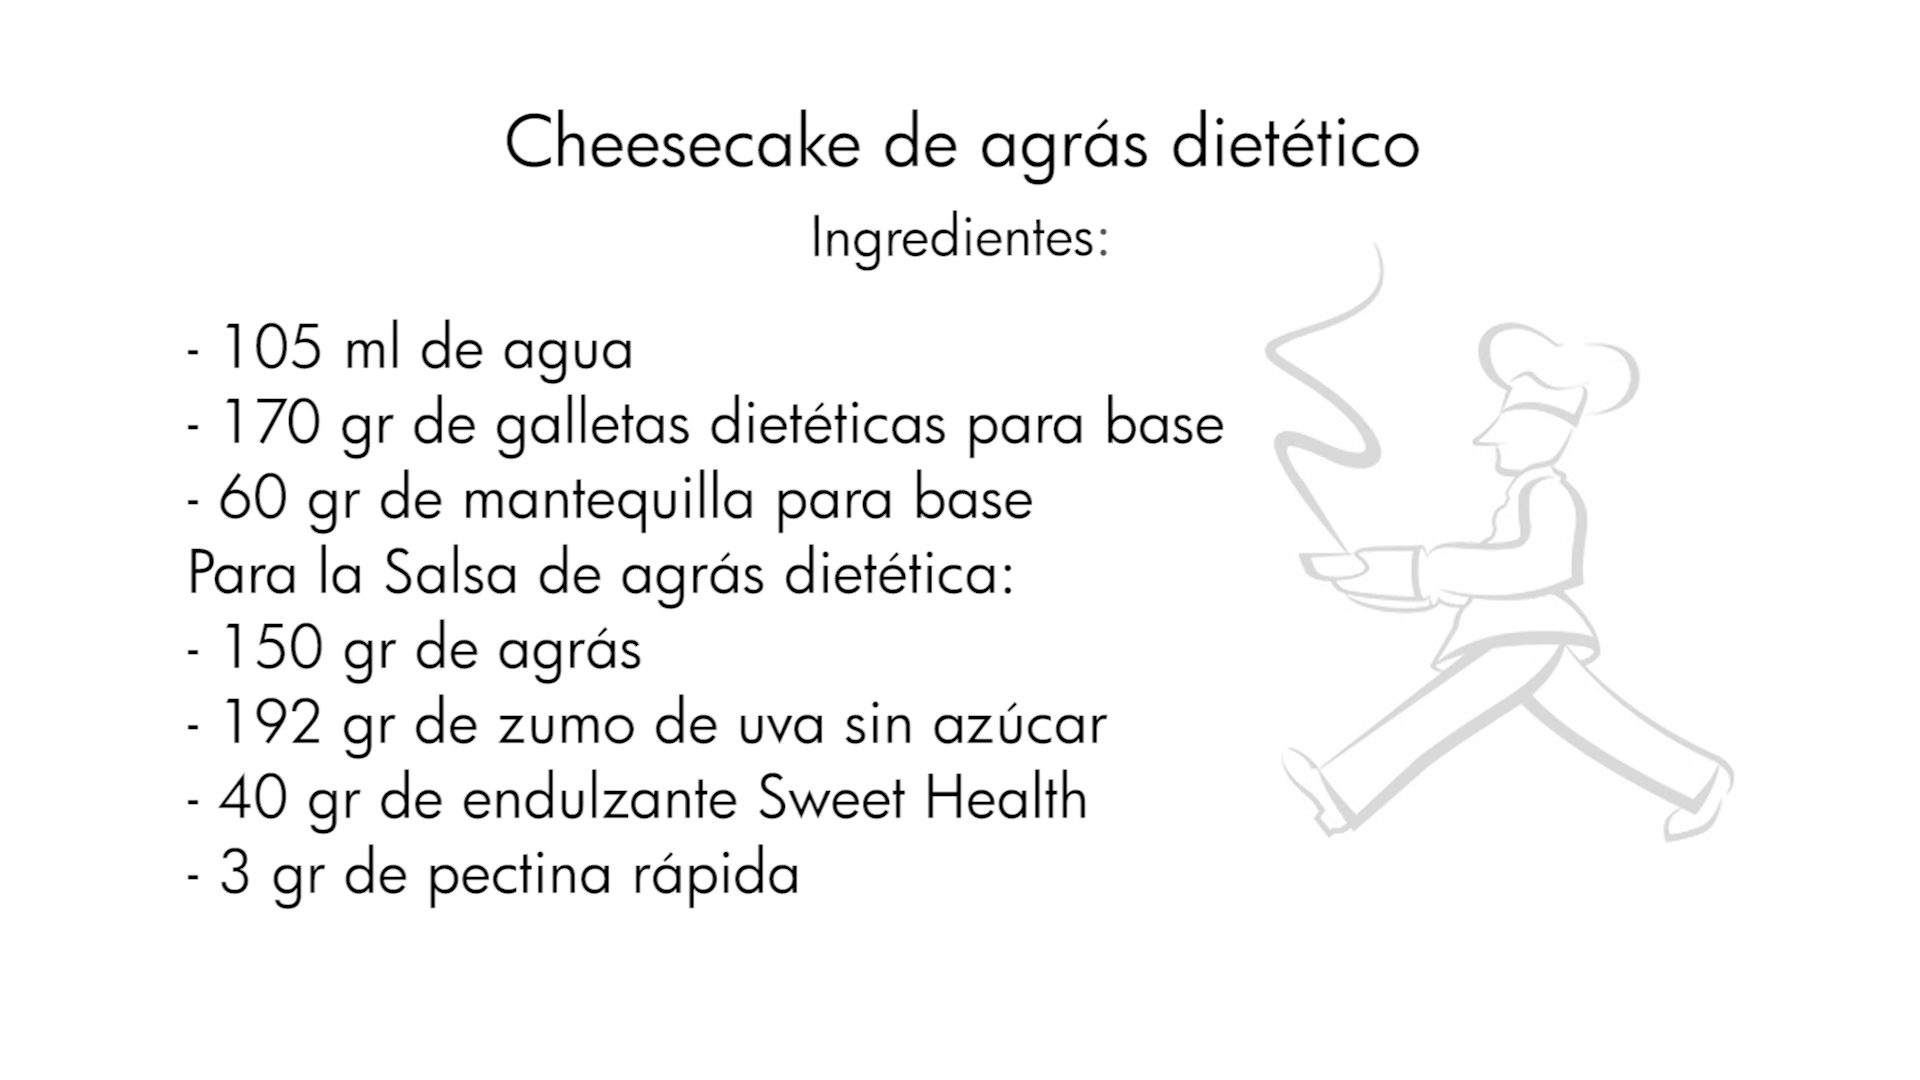 Cheesecake de agrás dietético
Ingredientes:
- 105 ml de agua
- 170 gr de galletas dietéticas para base
- 60 gr de mantequilla para base
Para la Salsa de agrás dietética:
- 150 gr de agrás
- 192 gr de zumo de uva sin azúcar
- 40 gr de endulzante Sweet Health
- 3 gr de pectina rápida